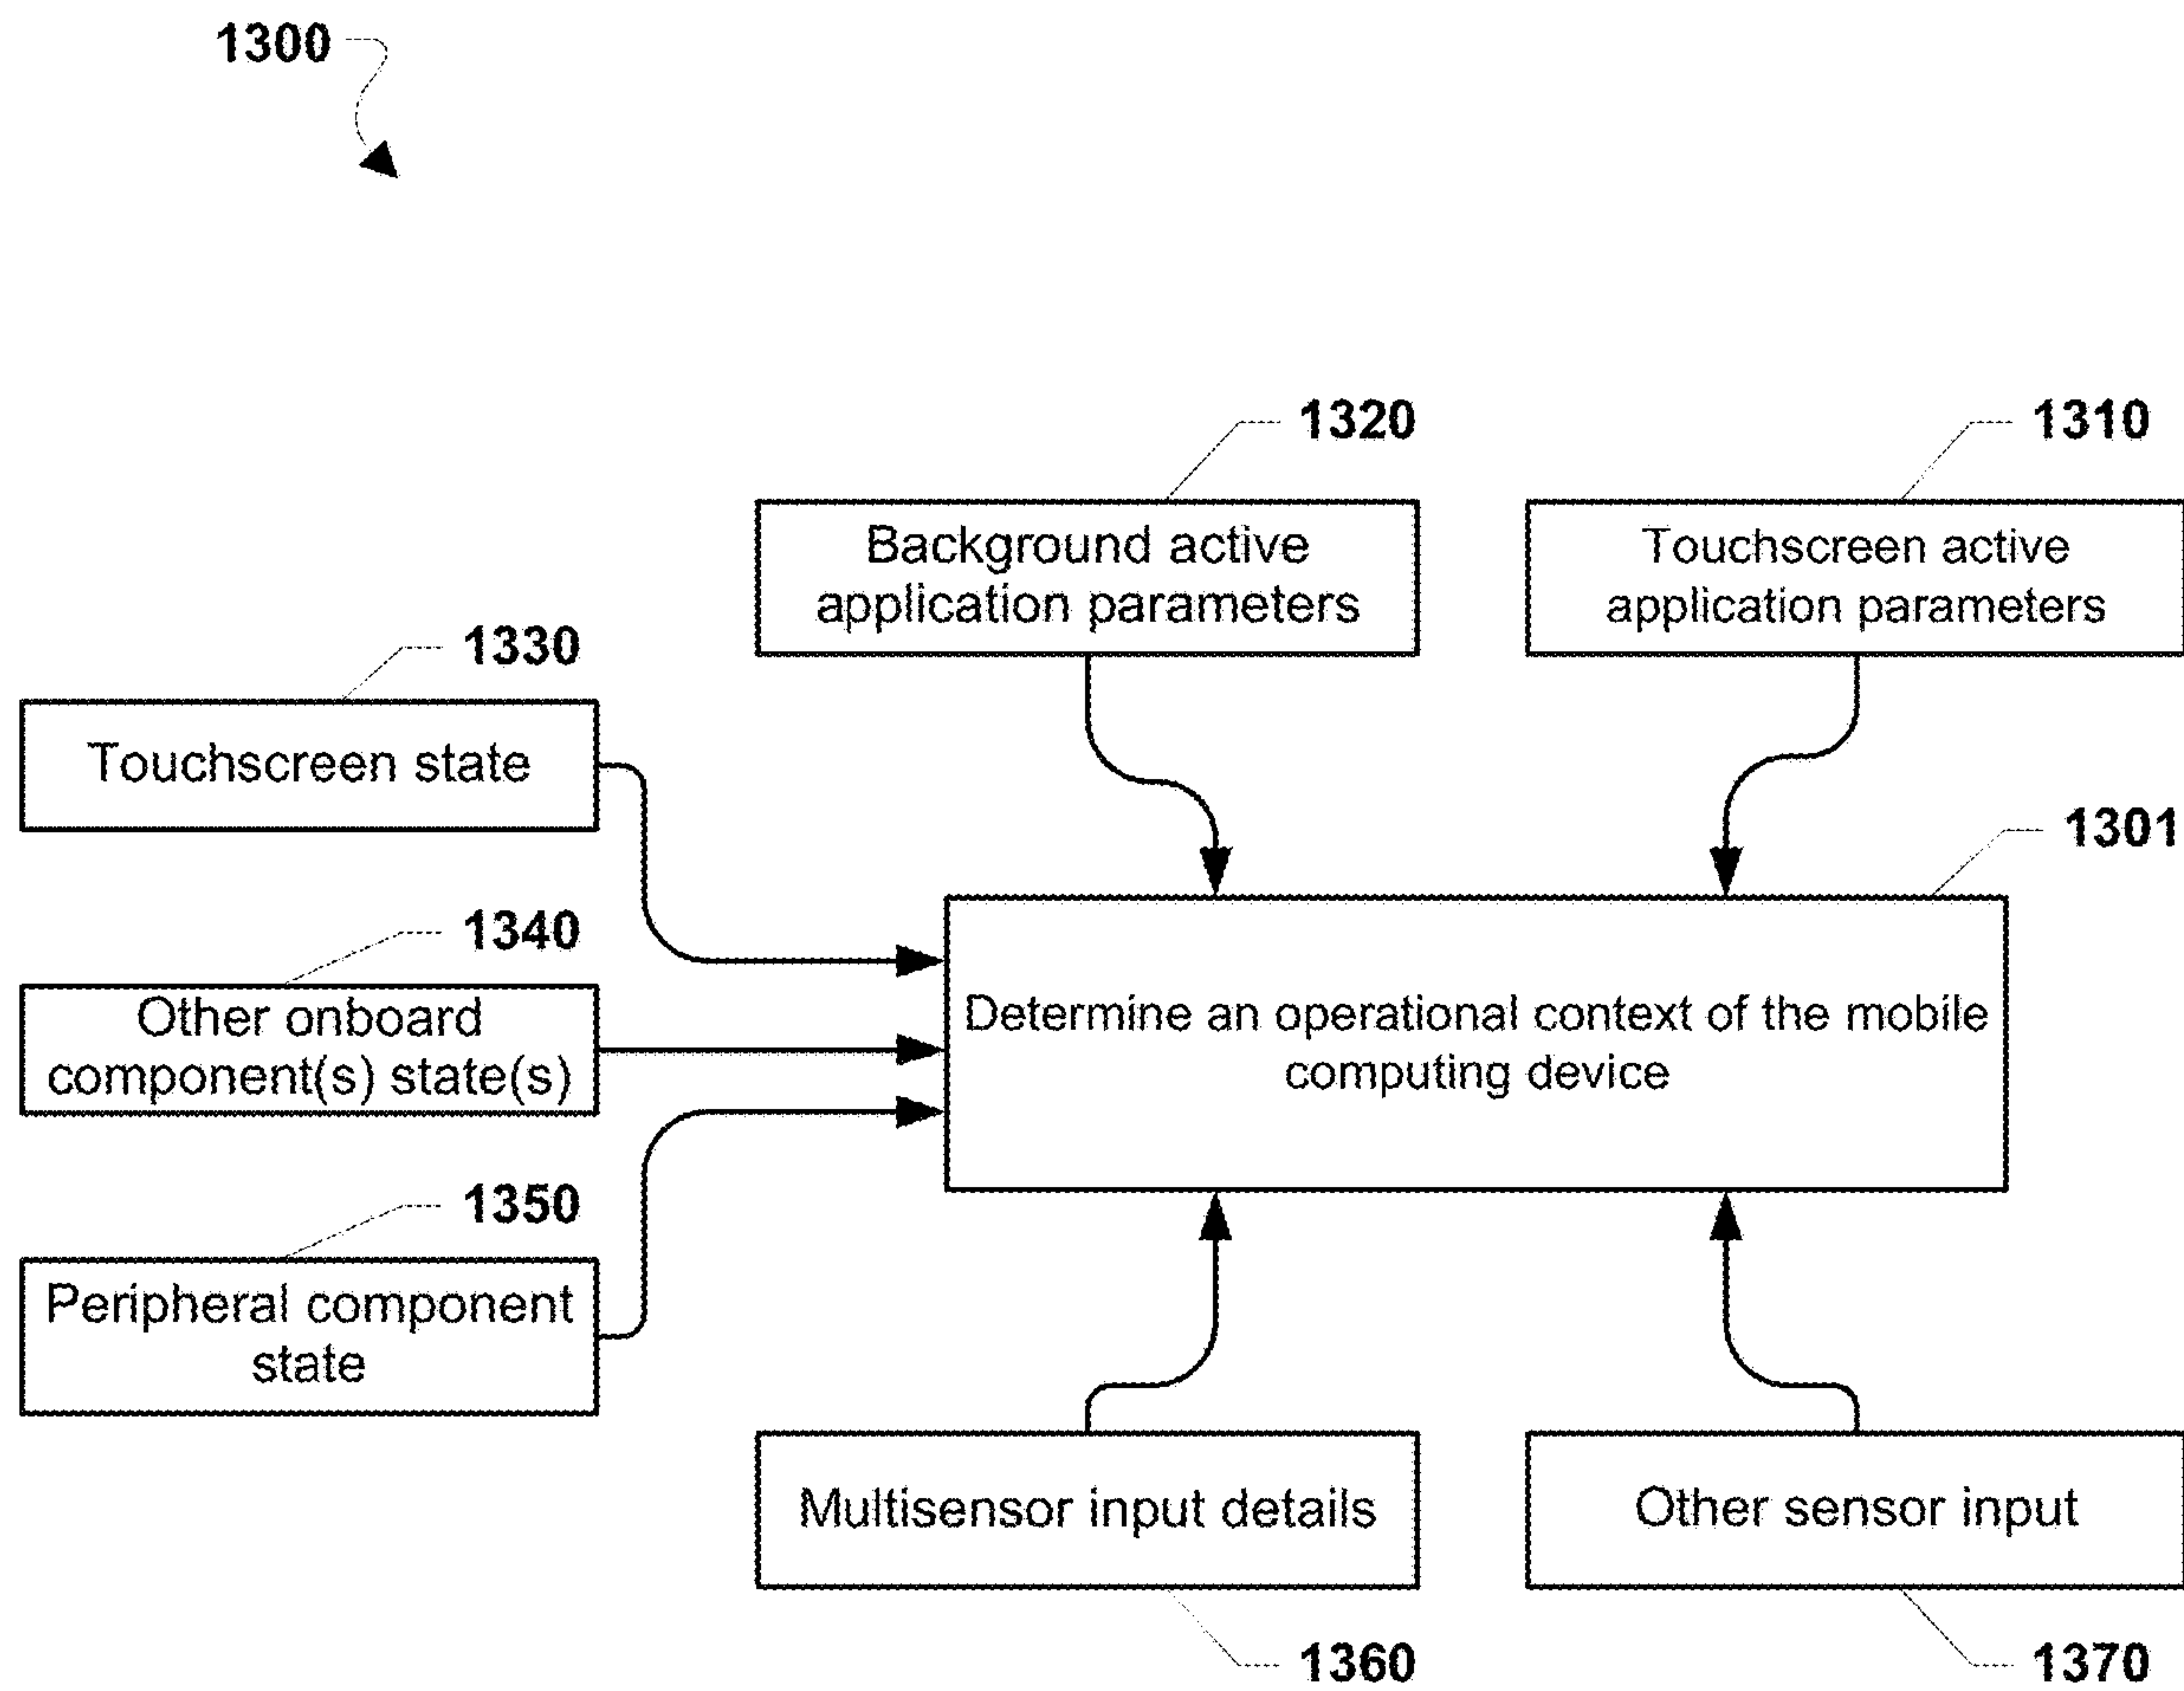 1300
1320
1310
Background active
application parameters
Touchscreen active
application parameters
1330
Touchscreen state
1301
1340
Other onboard
component(s) state(s)
Determine an operational context of the mobile
computing device
1350
Peripheral component
state
Multisensor input details
Other sensor input
1360
1370